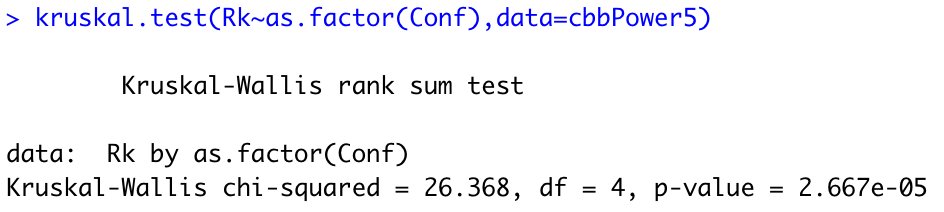 > kruskal.test(Rk~as.factor(Conf),data=cbbPower5)
Kruskal-Wallis rank sum test
data:  Rk by as.factor(Conf)
Kruskal-Wallis chi-squared = 26.368, df = 4, p-value = 2.667e-05